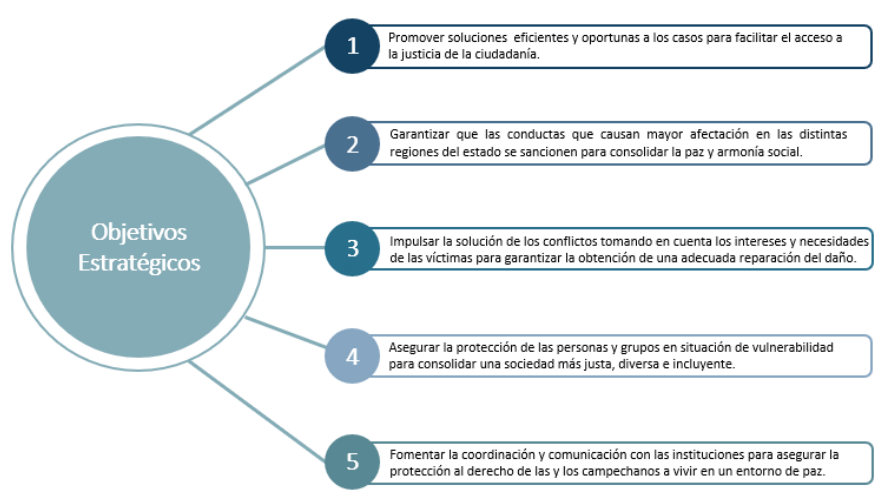 Objetivos
Estratégicos
1
Promover soluciones eficientes y oportunas a los casos para facilitar el acceso a
la justicia de la ciudadanía.
2
Garantizar que las conductas que causan mayor afectación en las distintas
regiones del estado se sancionen para consolidar la paz y armonía social.
3
Impulsar la solución de los conflictos tomando en cuenta los intereses y necesidades
de las víctimas para garantizar la obtención de una adecuada reparación del daño.
4
Asegurar la protección de las personas y grupos en situación de vulnerabilidad
para consolidar una sociedad más justa, diversa e incluyente.
5
Fomentar la coordinación y comunicación con las instituciones para asegurar la
protección al derecho de las y los campechanos a vivir en un entorno de paz.